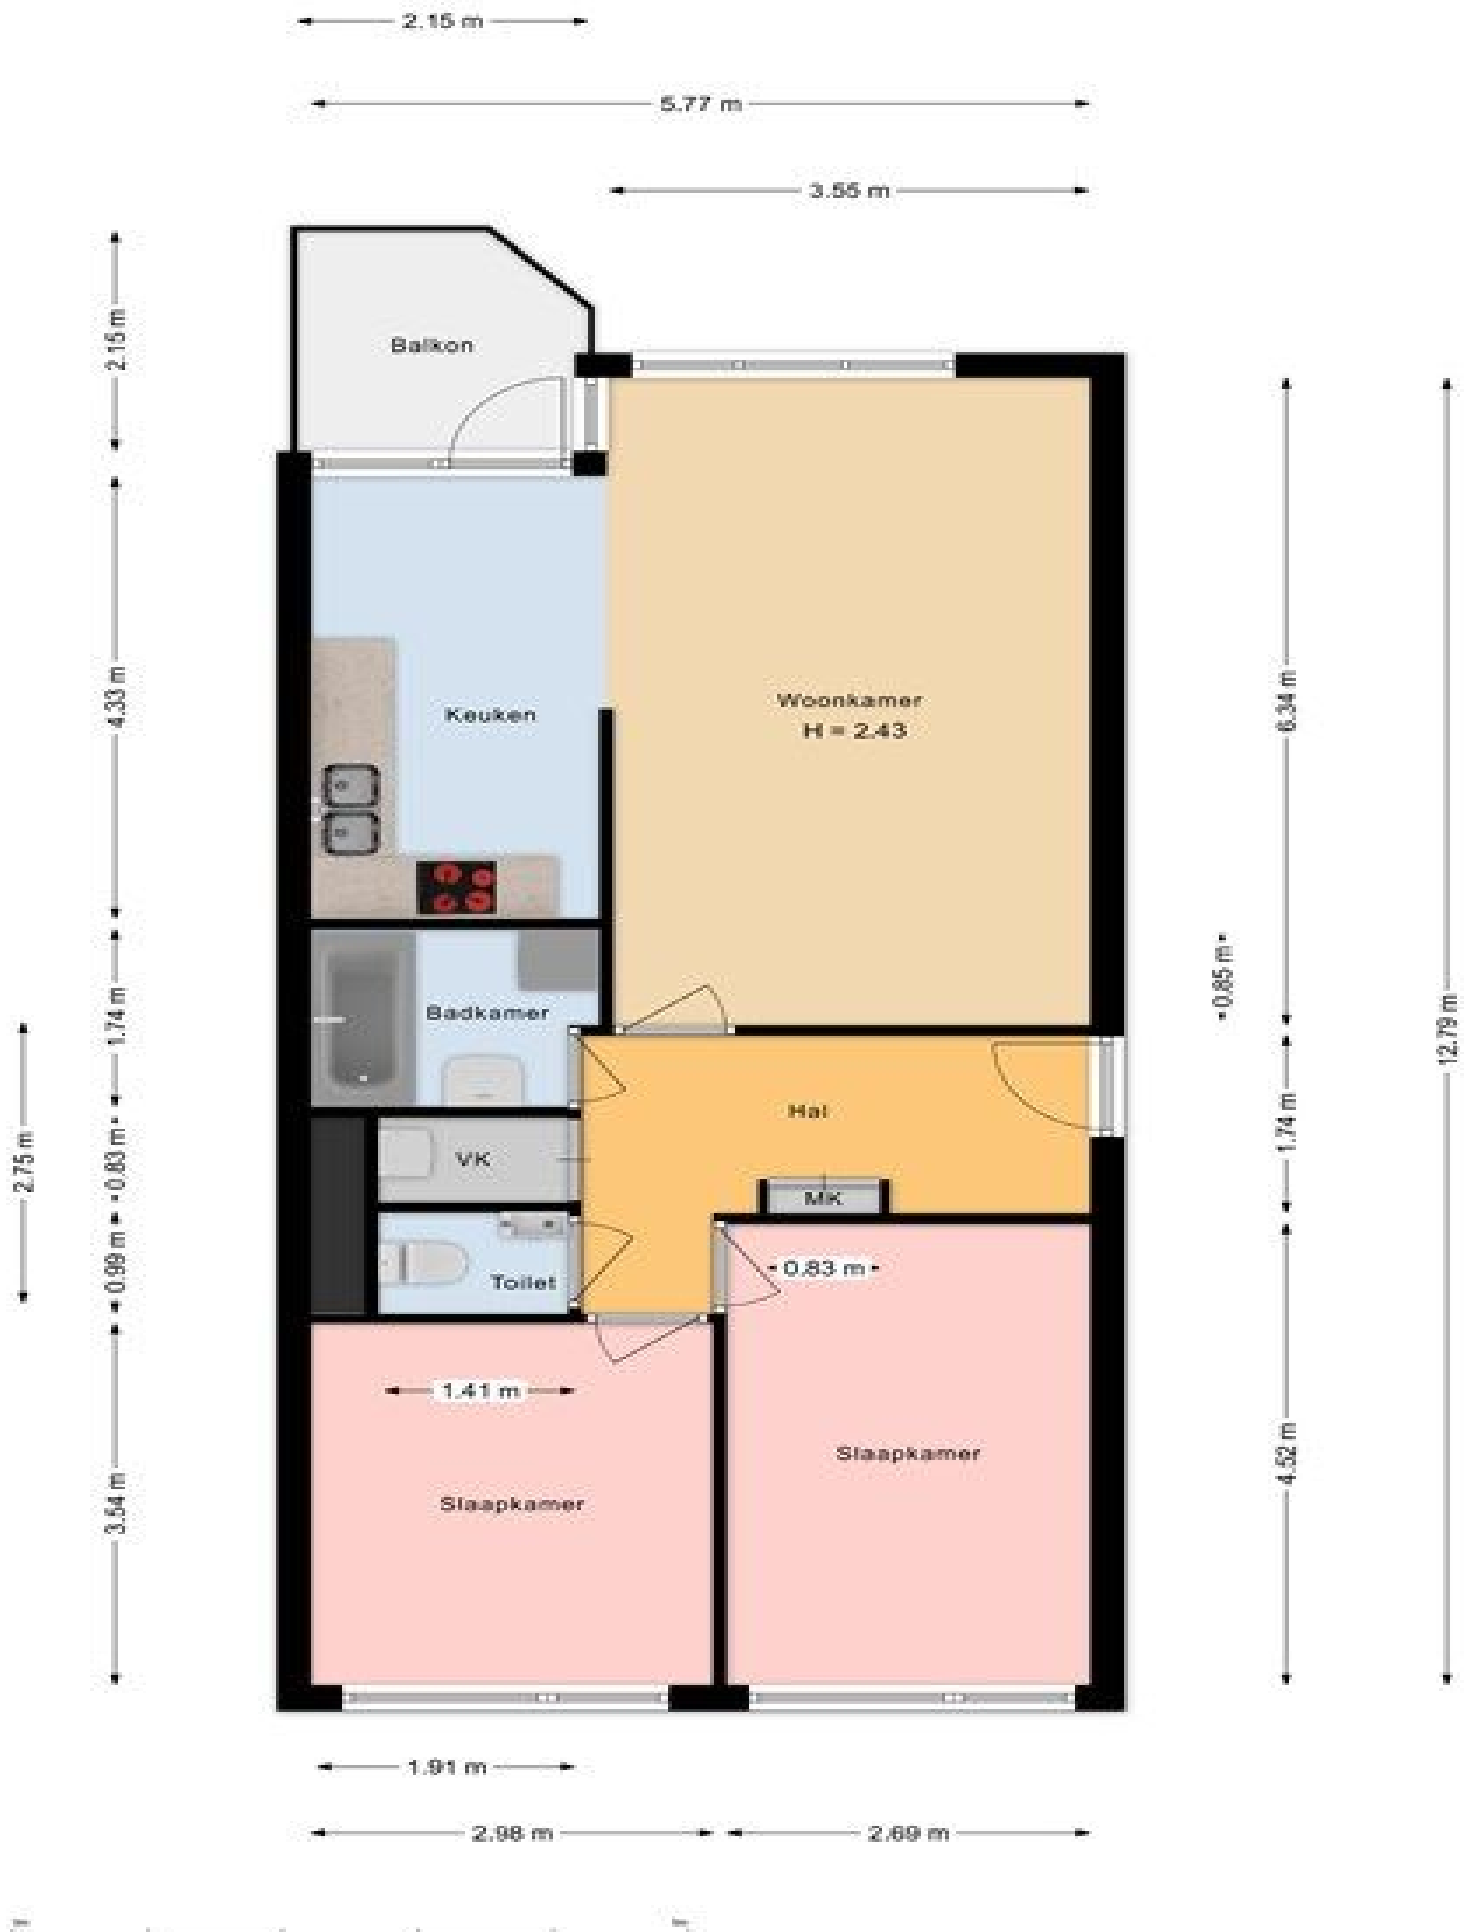 2.15 m
5.77 m
3.55 m
2.15 m
Balkon
4.33 m
Keuken
Woonkamer
H = 2.43
6.34 m
12.79 m
0.85 m
1.74 m
Badkamer
Hal
1.74 m
2.75 m
0.83 m
VK
MK
0.99 m
Toilet
0.83 m
1.41 m
Slaapkamer
Slaapkamer
3.54 m
4.52 m
1.91 m
2.98 m
2.69 m